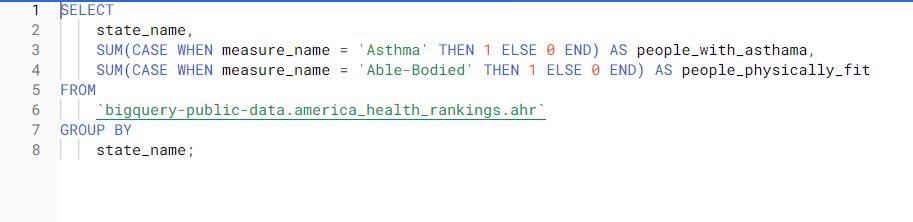 1 SELECT
2 state_name,
3 SUM(CASE WHEN measure_name = 'Asthma' THEN 1 ELSE 0 END) AS people_with_asthama,
4 SUM(CASE WHEN measure_name = 'Able-Bodied' THEN 1 ELSE 0 END) AS people_physically_fit
5 FROM
6 `bigquery-public-data.america_health_rankings.ahr`
7 GROUP BY
8 state_name;